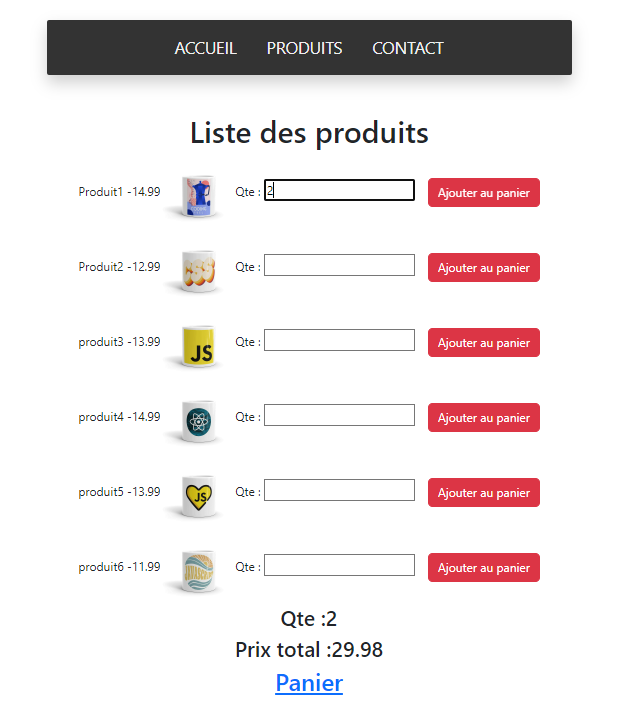 ACCUEIL PRODUITS CONTACT
Liste des produits
Produit1 -14.99 Qte : 2 Ajouter au panier
Produit2 -12.99 Qte : Ajouter au panier
produit3 -13.99 JS Qte : Ajouter au panier
produit4 -14.99 Qte : Ajouter au panier
produit5 -13.99 JS Qte : Ajouter au panier
produit6 -11.99 Qte : Ajouter au panier
Qte :2
Prix total :29.98
Panier